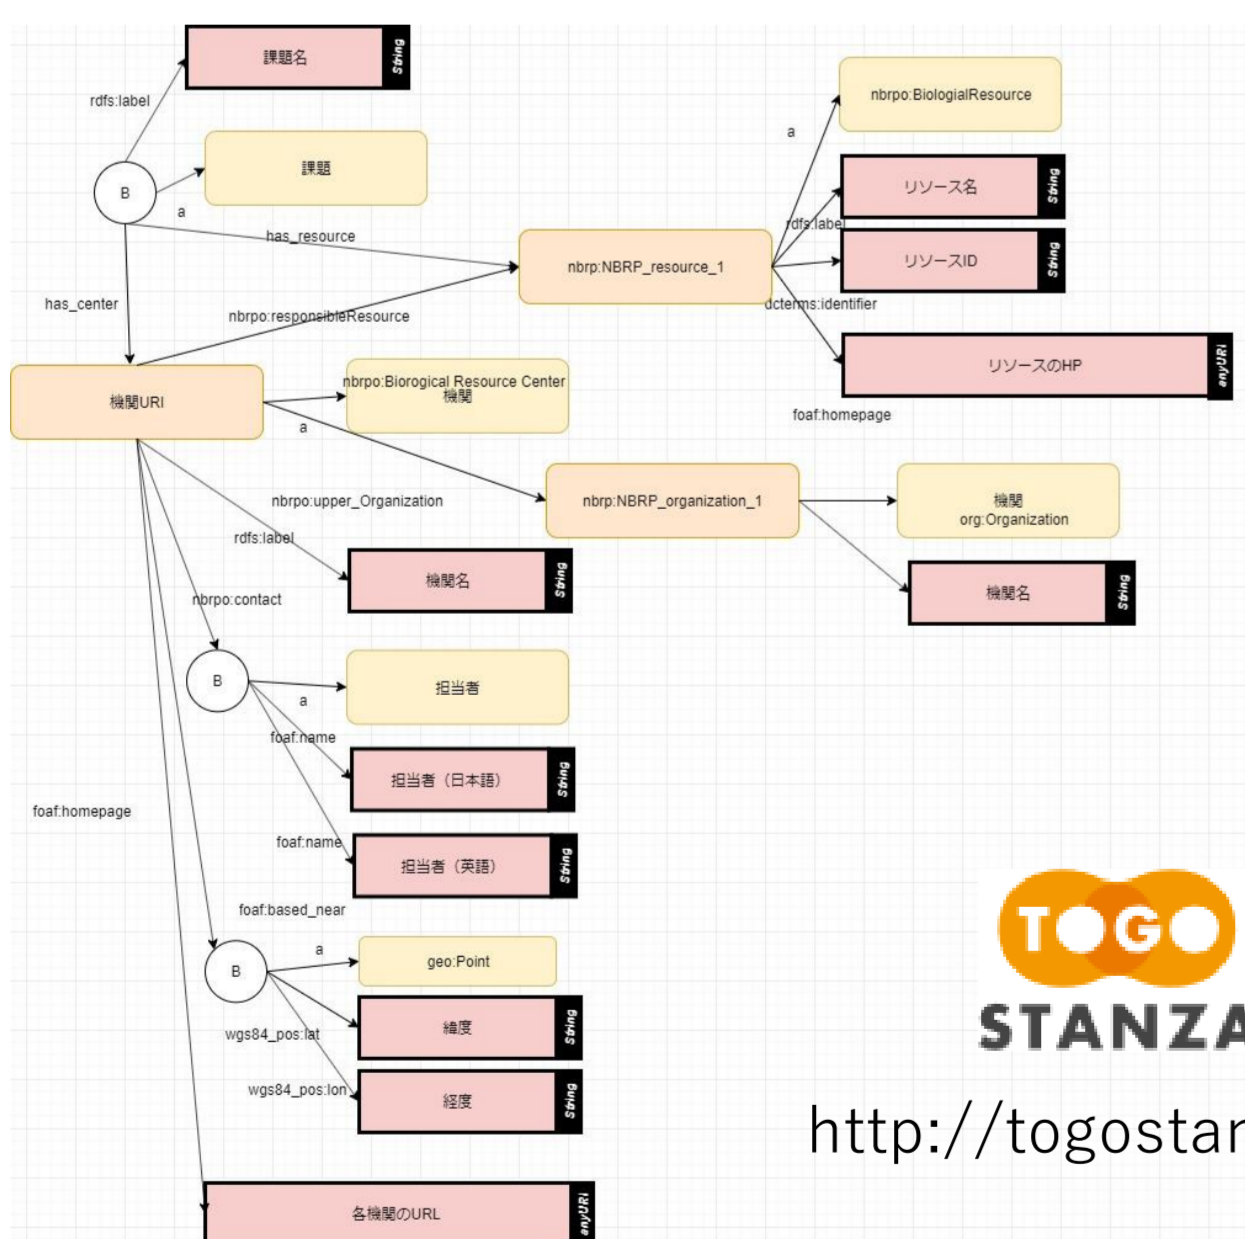 課題名
String
rdfs:label
nbrpo:BiologialResource
a
課題
B
a
リソース名
String
rdfs:label
has_resource
nbrp:NBRP_resource_1
リソースID
String
has_center
nbrpo:responsibleResource
dcterms:identifier
リソースのHP
anyURI
nbrpo:Biorogical Resource Center
機関
機関URI
a
foaf:homepage
nbrpo:upper_Organization
nbrp:NBRP_organization_1
機関
org:Organization
rdfs:label
機関名
String
機関名
String
nbrpo:contact
B
担当者
a
foaf:name
担当者（日本語）
String
foaf:homepage
foaf:name
担当者（英語）
String
foaf:based_near
a
geo:Point
B
wgs84_pos:lat
緯度
String
wgs84_pos:lon
経度
String
TOGO
STANZA
http://togostan
各機関のURL
anyURI